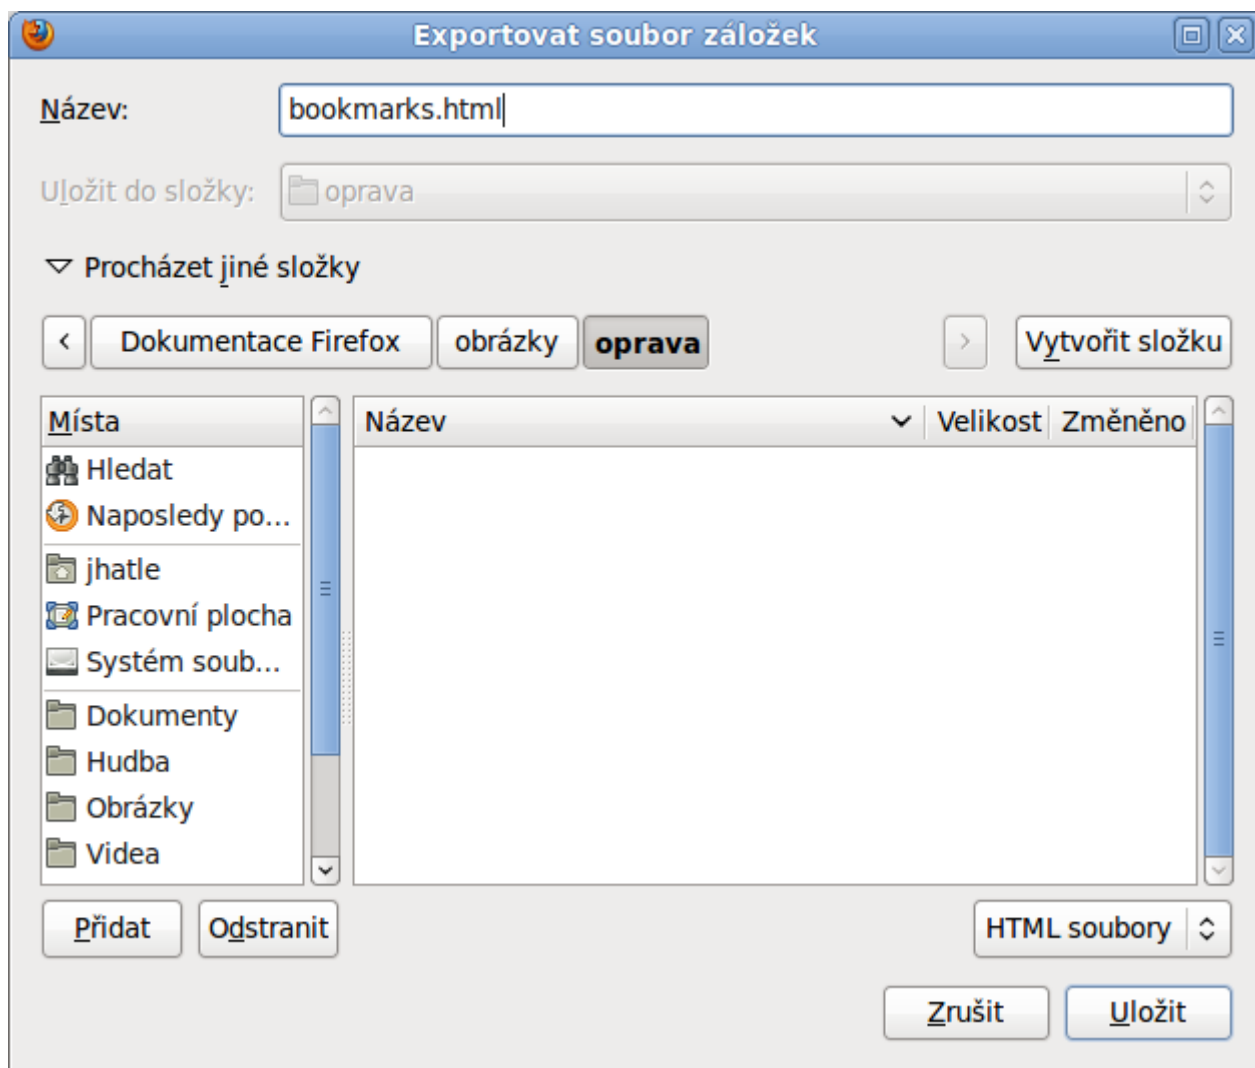 Exportovat soubor záložek
Název:
bookmarks.html
Uložit do složky:
oprava
Procházet jiné složky
Dokumentace Firefox
obrázky
oprava
Vytvořit složku
Místa
Hledat
Naposledy po...
jhatle
Pracovní plocha
Systém soub...
Dokumenty
Hudba
Obrázky
Videa
Název
Velikost
Změněno
Přidat
Odstranit
HTML soubory
Zrušit
Uložit